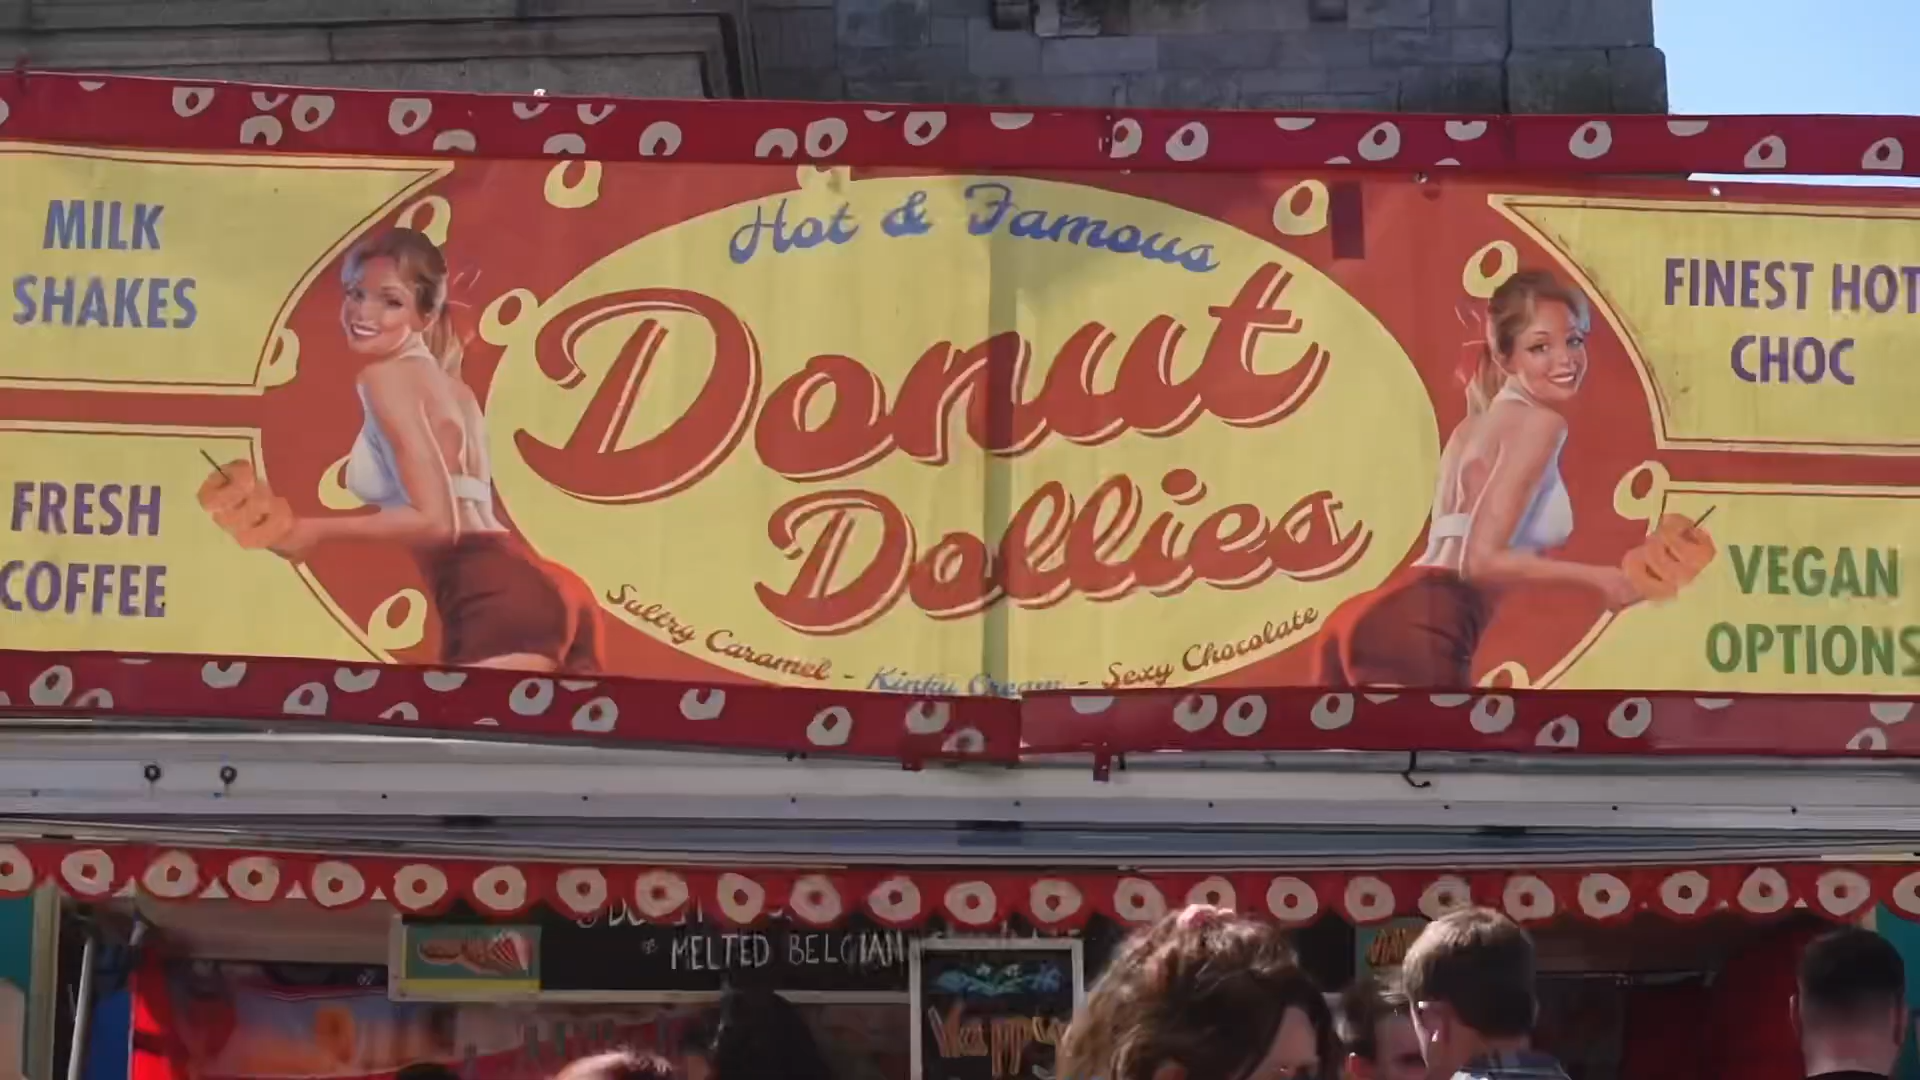 MILK
SHAKES
FRESH
COFFEE
Hot & Famous
Donut
Dollies
Sultry Caramel - Kinky Cream - Sexy Chocolate
FINEST HOT
CHOC
VEGAN
OPTIONS
MELTED BELGIAN
Happy